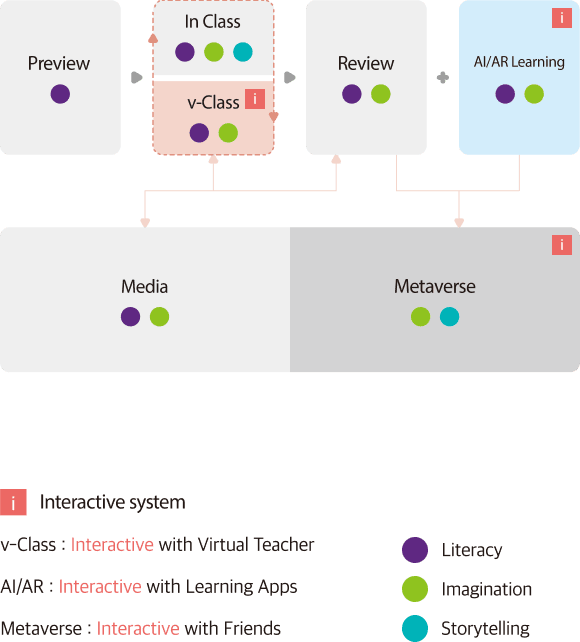 Preview
In Class
v-Class
i
Review
AI/AR Learning
i
Media
Metaverse
i
i Interactive system
v-Class : Interactive with Virtual Teacher
AI/AR : Interactive with Learning Apps
Metaverse : Interactive with Friends
Literacy
Imagination
Storytelling